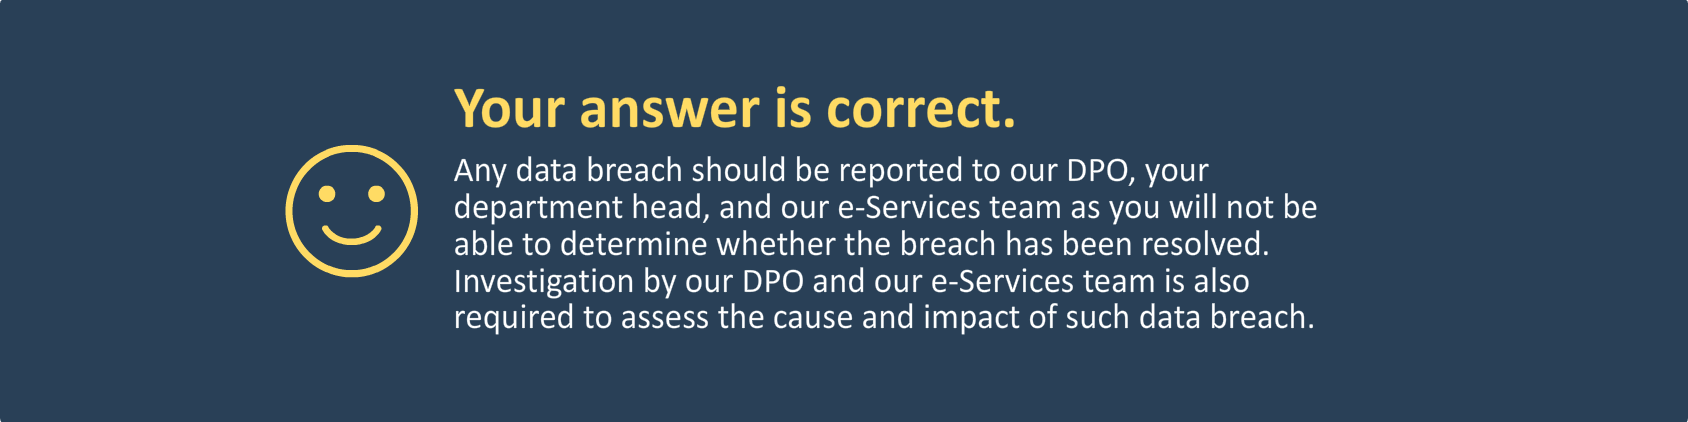 Your answer is correct.
Any data breach should be reported to our DPO, your
department head, and our e-Services team as you will not be
able to determine whether the breach has been resolved.
Investigation by our DPO and our e-Services team is also
required to assess the cause and impact of such data breach.